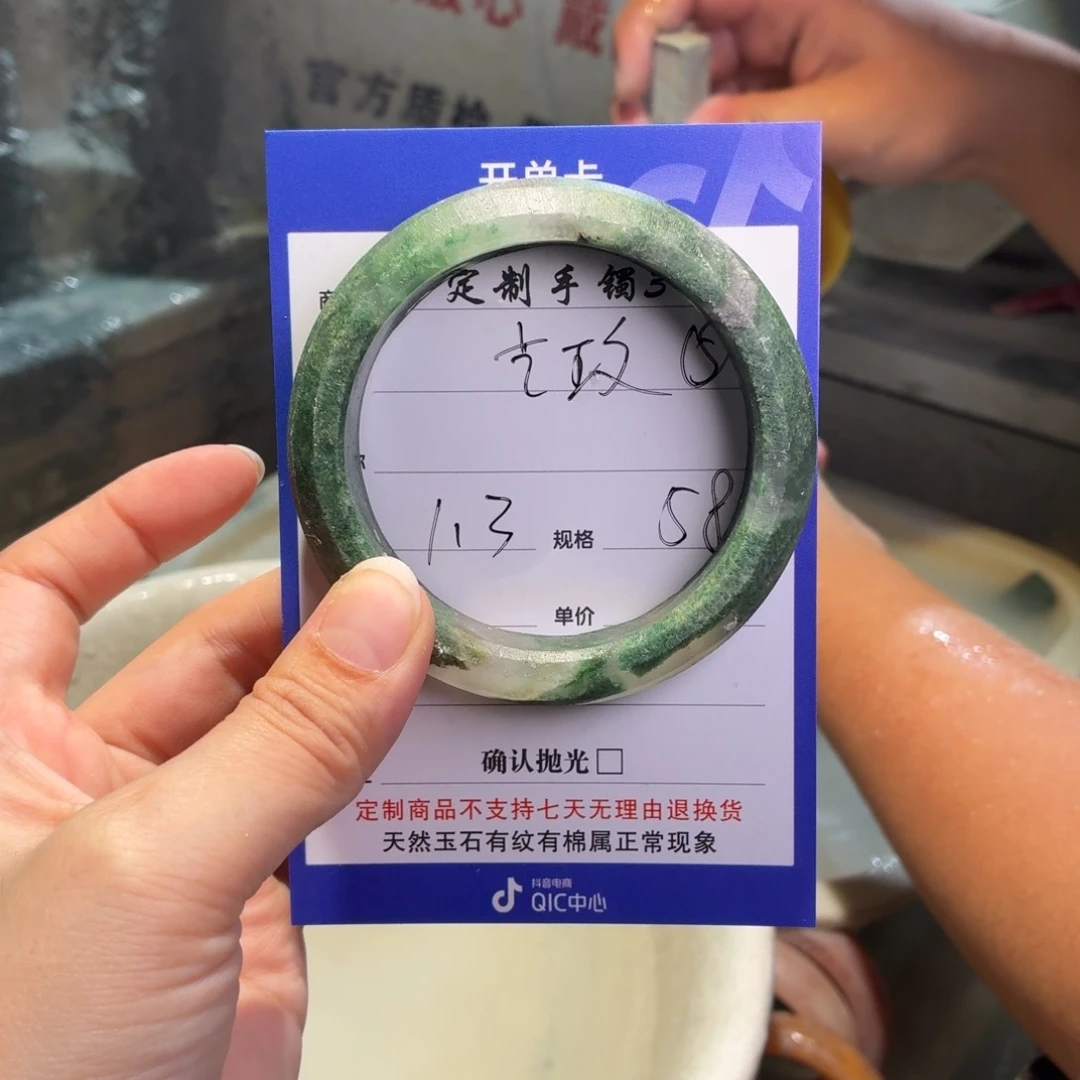 官方质检
开单卡
定制手镯
113 规格 58
单价
确认抛光□
定制商品不支持七天无理由退换货
天然玉石有纹有棉属正常现象
抖音电商
QIC中心